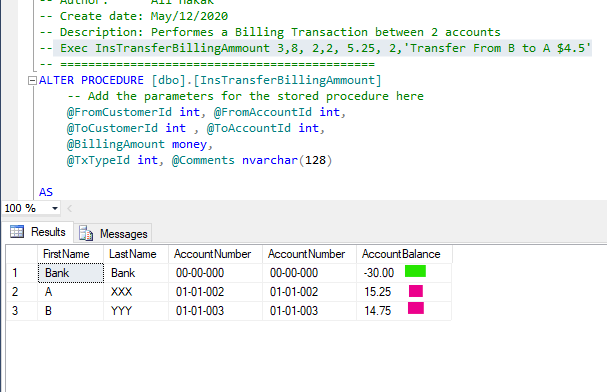 -- Author: Ali Makak
-- Create date: May/12/2020
-- Description: Performes a Billing Transaction between 2 accounts
-- Exec InsTransferBillingAmmount 3,8, 2,2, 5.25, 2,'Transfer From B to A $4.5'
-- =============================================
ALTER PROCEDURE [dbo].[InsTransferBillingAmmount]
-- Add the parameters for the stored procedure here
@FromCustomerId int, @FromAccountId int,
@ToCustomerId int , @ToAccountId int,
@BillingAmount money,
@TxTypeId int, @Comments nvarchar(128)
AS
100 %
Results Messages
FirstName LastName AccountNumber AccountNumber AccountBalance
1 Bank Bank 00-00-000 00-00-000 -30.00
2 A XXX 01-01-002 01-01-002 15.25
3 B YYY 01-01-003 01-01-003 14.75